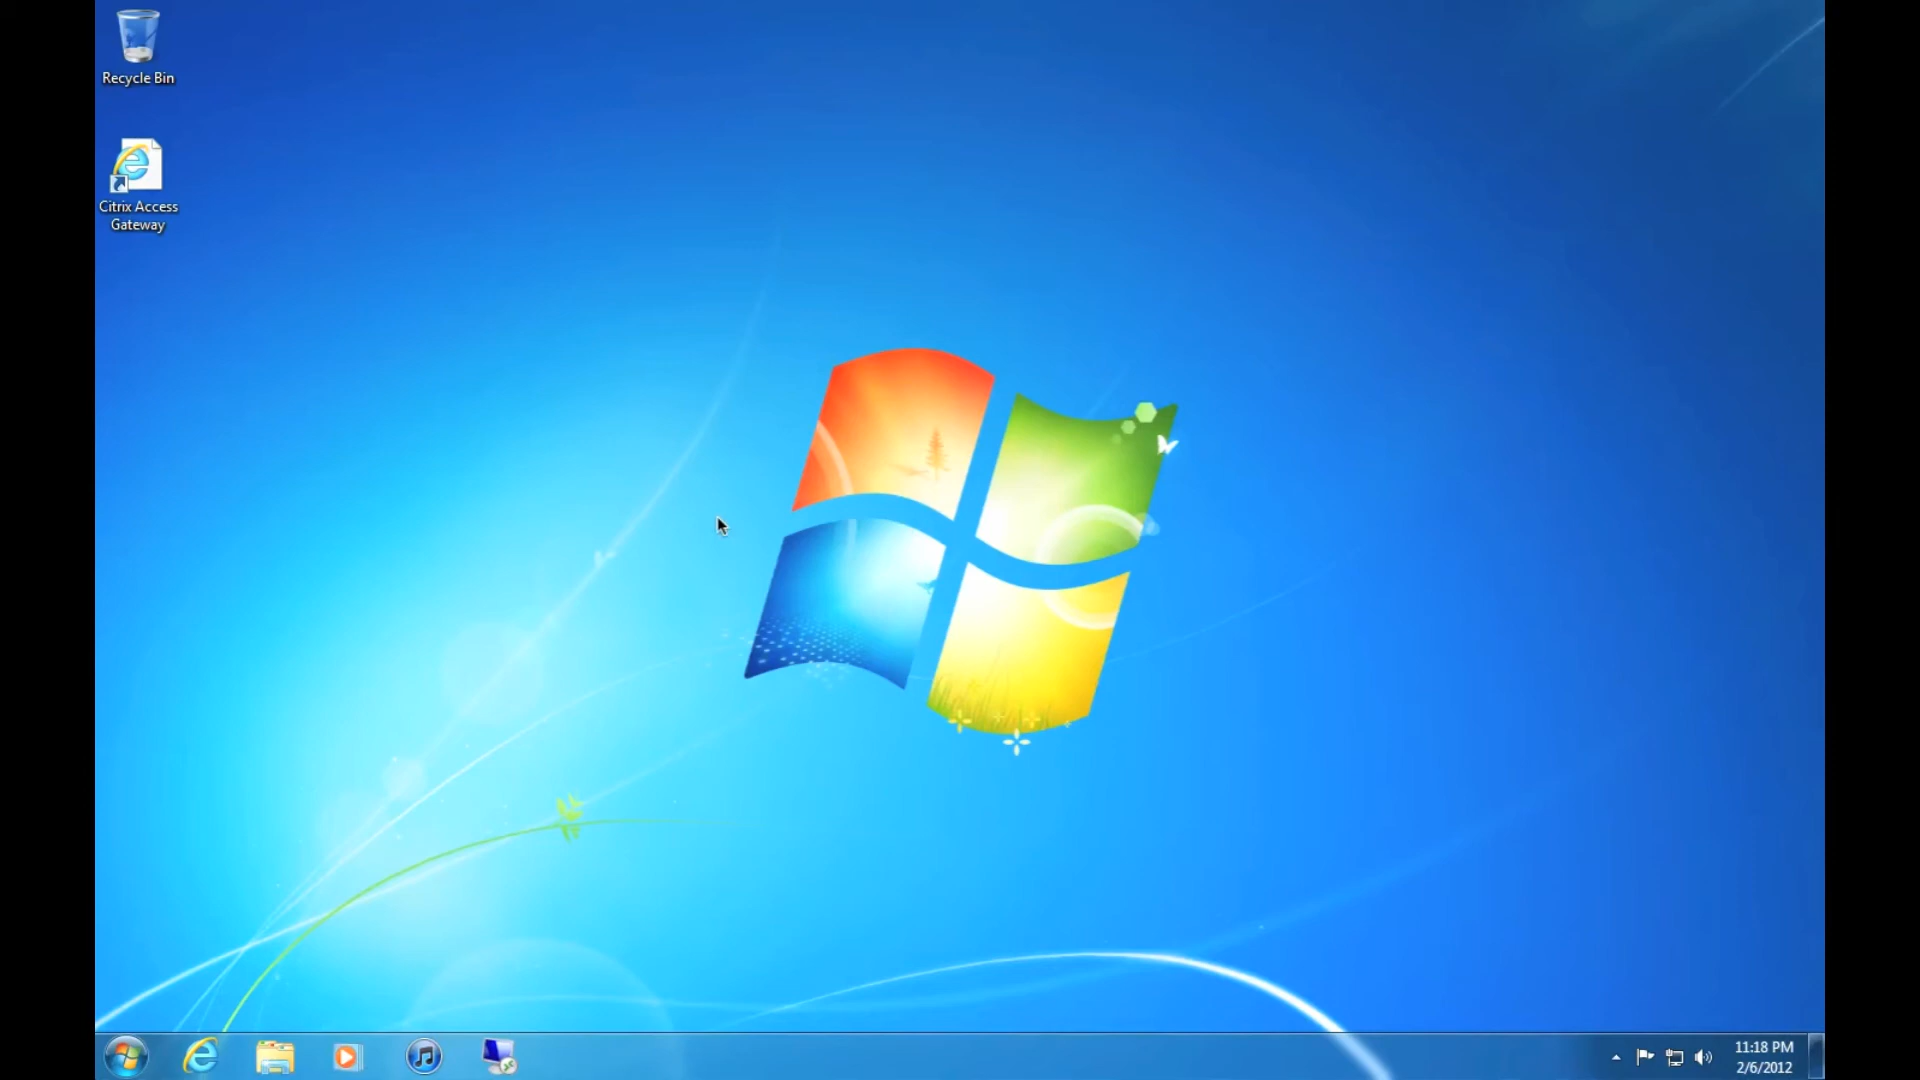 Recycle Bin
Citrix Access
Gateway
11:18 PM
2/6/2012